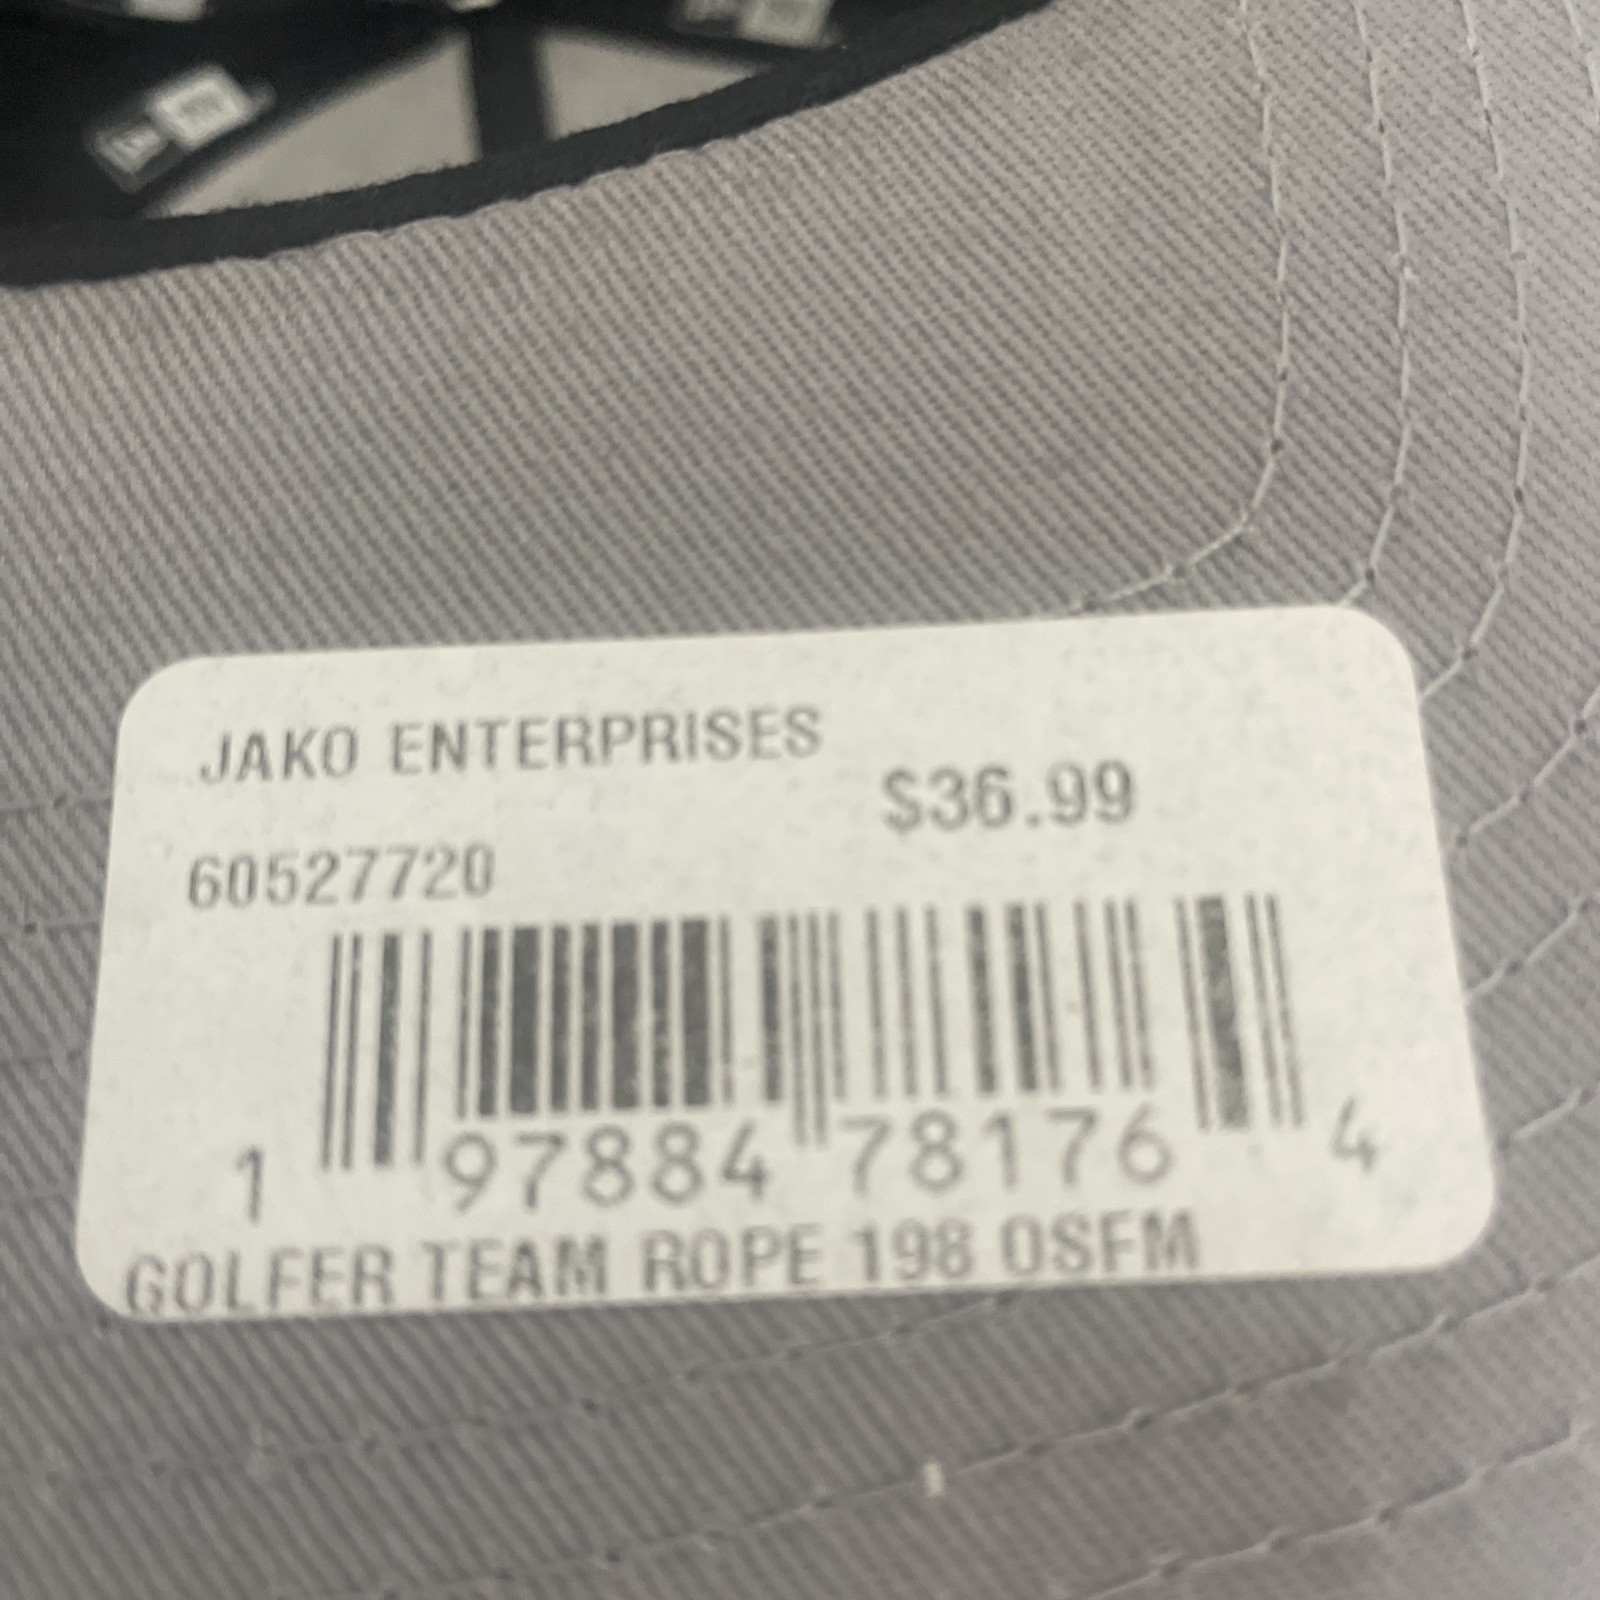 JAKO ENTERPRISES
$36.99
60527720
1 97884 78176 4
GOLFER TEAM ROPE 198 OSFM